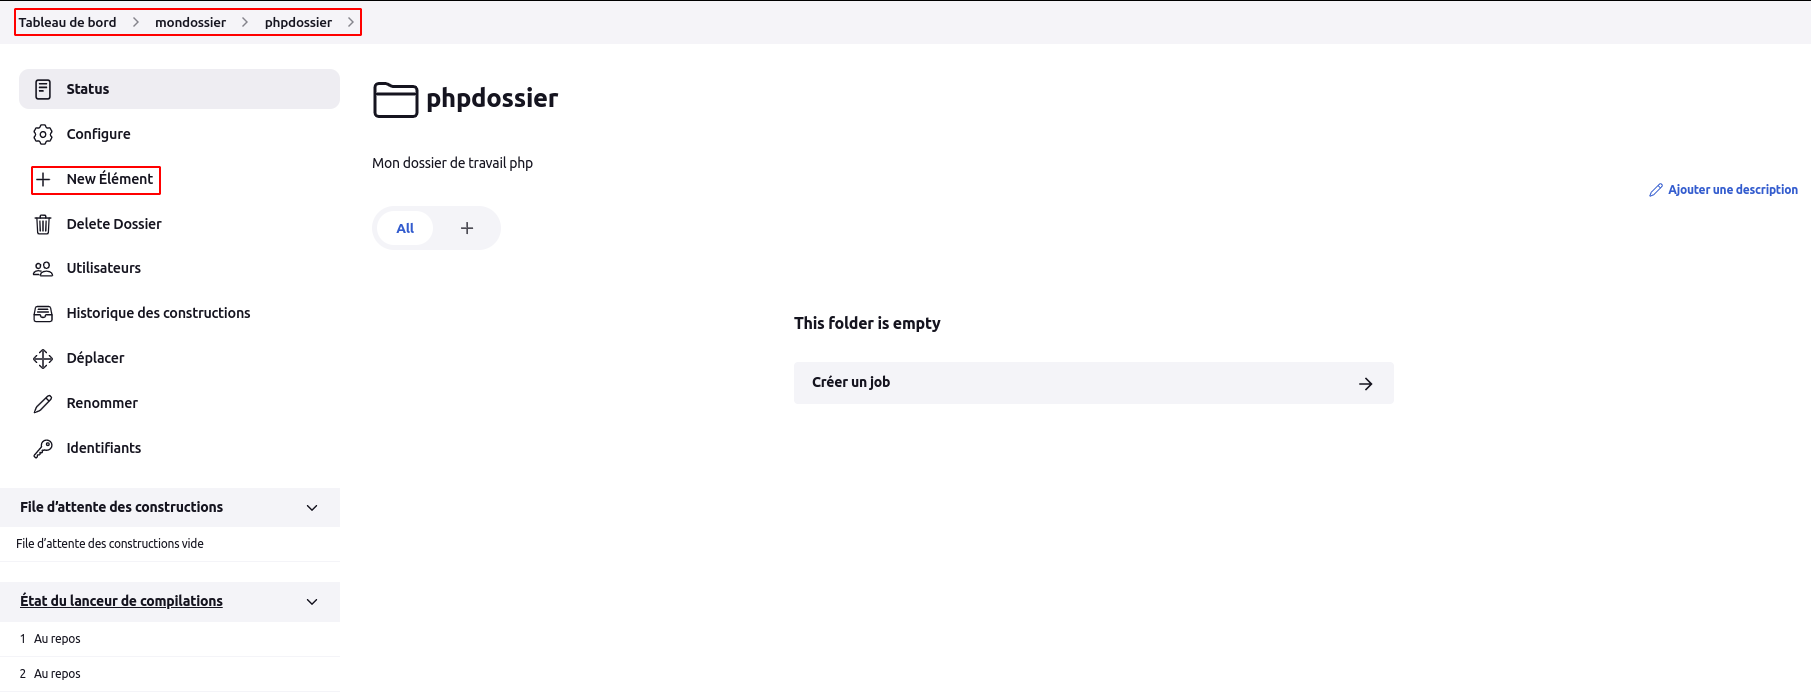 Tableau de bord > mondossier > phpdossier >
Status
Configure
New Élément
Delete Dossier
Utilisateurs
Historique des constructions
Déplacer
Renommer
Identifiants
File d’attente des constructions
File d’attente des constructions vide
État du lanceur de compilations
1 Au repos
2 Au repos
phpdossier
Mon dossier de travail php
Ajouter une description
All +
This folder is empty
Créer un job